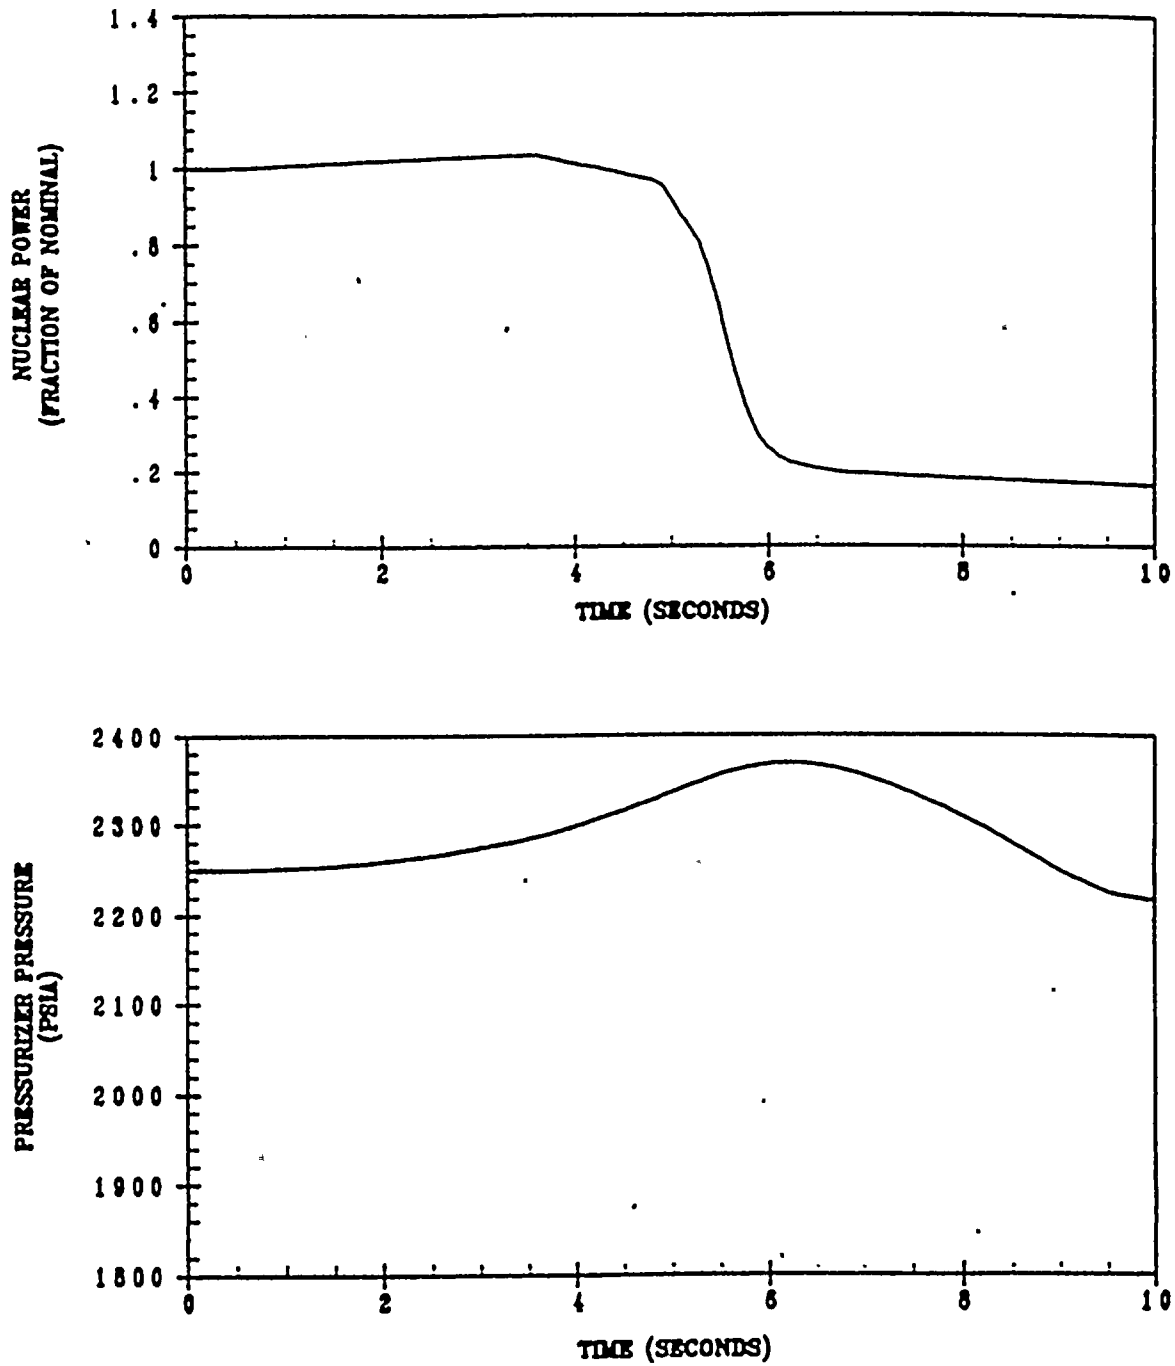 1.4
1.2
1
.8
.6
.4
.2
0
NUCLEAR POWER
(FRACTION OF NOMINAL)
0 2 4 6 8 10
TIME (SECONDS)
2400
2300
2200
2100
2000
1900
1800
PRESSURIZER PRESSURE
(PSIA)
0 2 4 6 8 10
TIME (SECONDS)